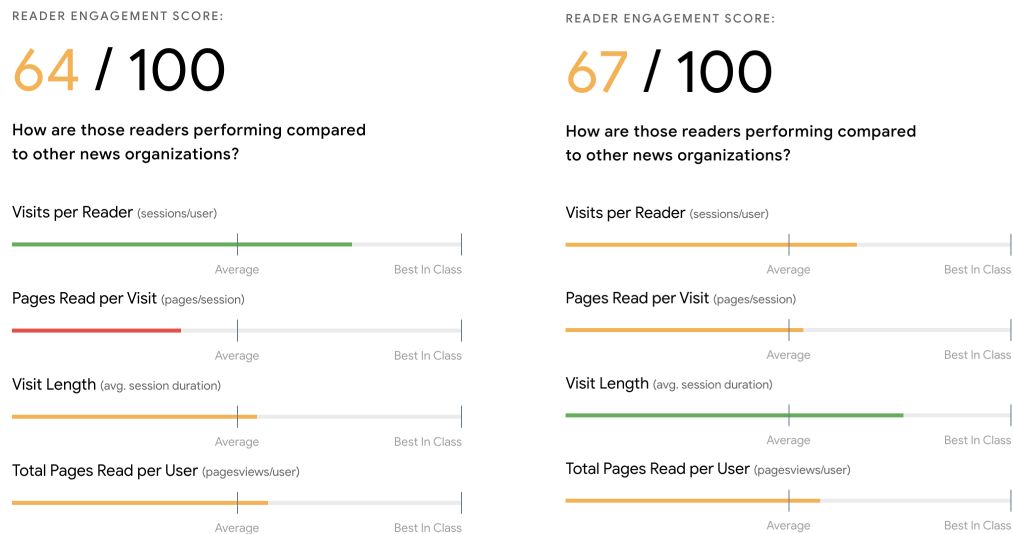 READER ENGAGEMENT SCORE:
64 / 100
How are those readers performing compared
to other news organizations?
Visits per Reader (sessions/user)
Average Best In Class
Pages Read per Visit (pages/session)
Average Best In Class
Visit Length (avg. session duration)
Average Best In Class
Total Pages Read per User (pagesviews/user)
Average Best In Class
READER ENGAGEMENT SCORE:
67 / 100
How are those readers performing compared
to other news organizations?
Visits per Reader (sessions/user)
Average Best In Class
Pages Read per Visit (pages/session)
Average Best In Class
Visit Length (avg. session duration)
Average Best In Class
Total Pages Read per User (pagesviews/user)
Average Best In Class